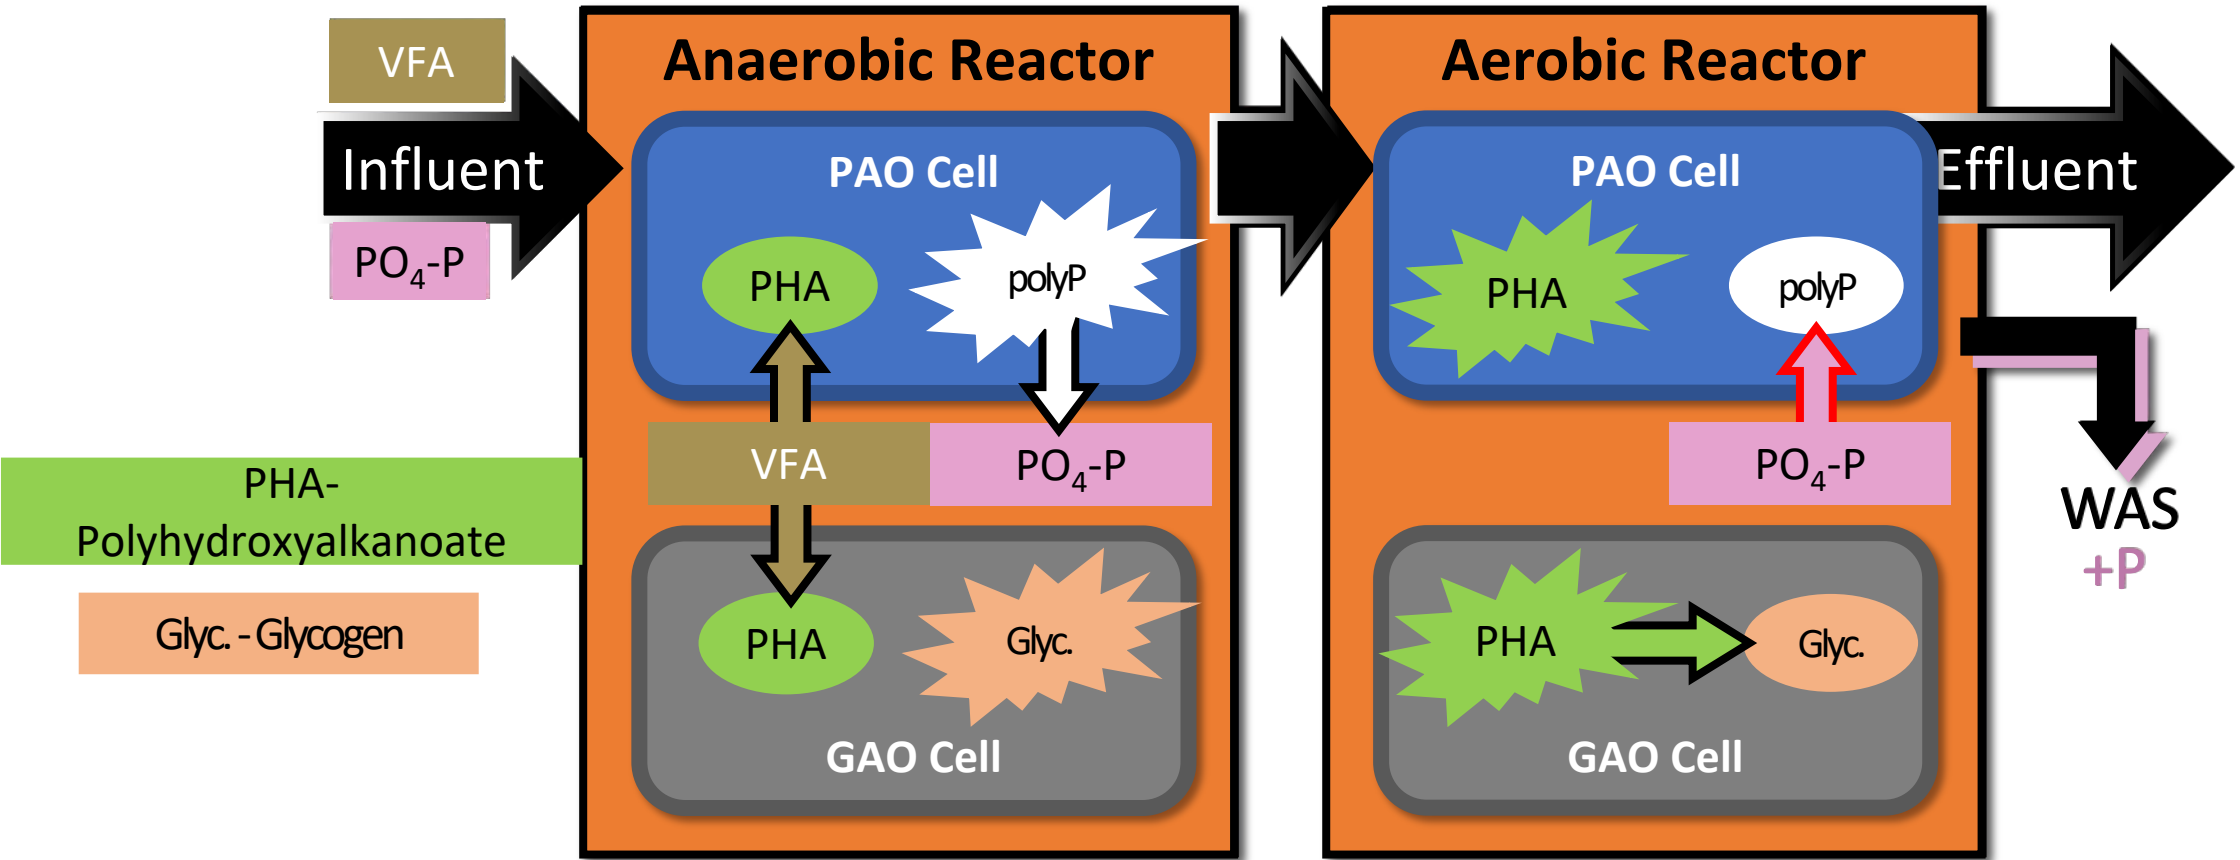 VFA
Influent
PO₄-P
PHA-
Polyhydroxyalkanoate
Glyc. - Glycogen
Anaerobic Reactor
PAO Cell
PHA
polyP
VFA
PO₄-P
PHA
Glyc.
GAO Cell
Aerobic Reactor
PAO Cell
PHA
polyP
PO₄-P
PHA
Glyc.
GAO Cell
Effluent
WAS
+P